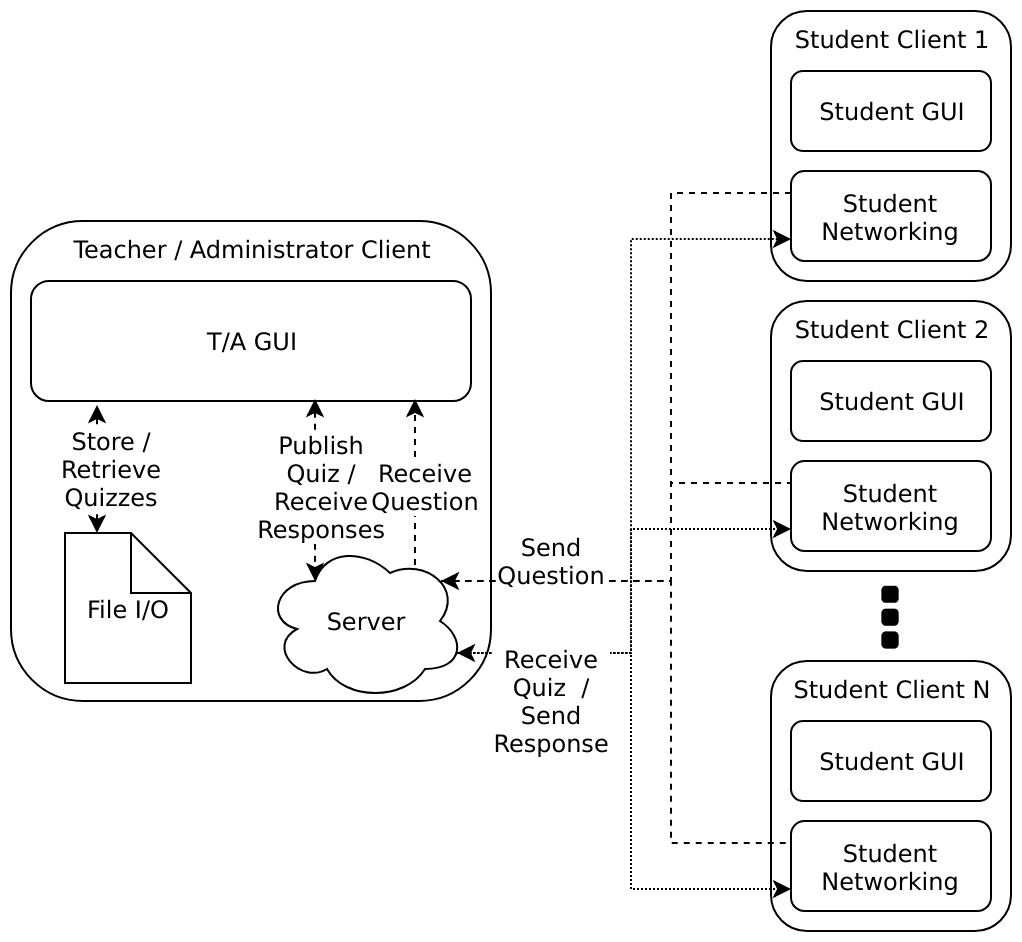 Teacher / Administrator Client
T/A GUI
Store /
Retrieve
Quizzes
Publish
Quiz /
Receive
Responses
Receive
Question
File I/O
Server
Send
Question
Receive
Quiz /
Send
Response
Student Client 1
Student GUI
Student
Networking
Student Client 2
Student GUI
Student
Networking
Student Client N
Student GUI
Student
Networking